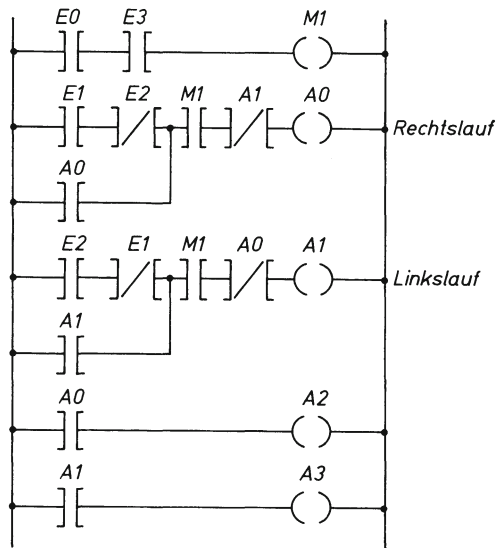 E0 E3 M1
E1 E2 M1 A1 A0
Rechtslauf
A0
E2 E1 M1 A0 A1
Linkslauf
A1
A0 A2
A1 A3